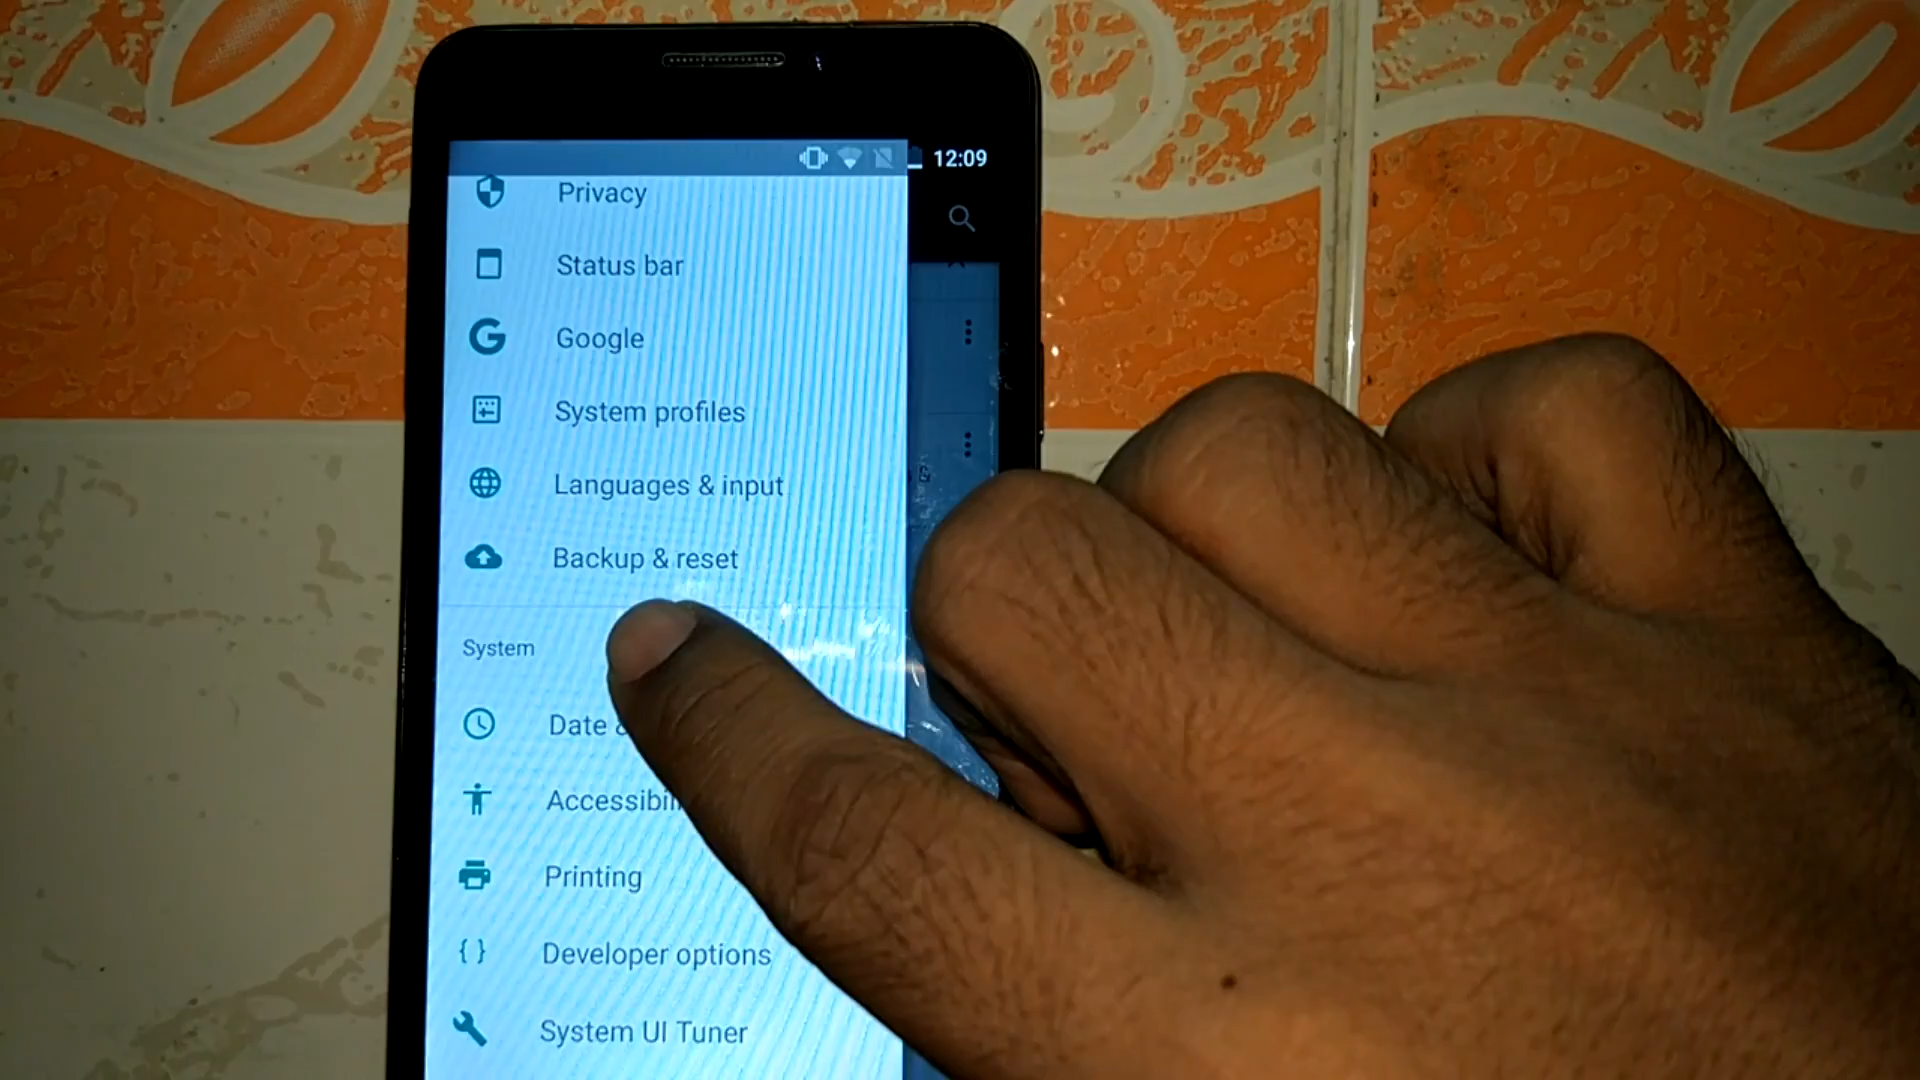 12:09
Privacy
Status bar
Google
System profiles
Languages & input
Backup & reset
System
Date
Printing
Developer options
System UI Tuner